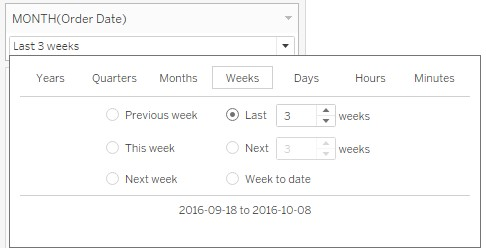 MONTH(Order Date)
Last 3 weeks
Years Quarters Months Weeks Days Hours Minutes
Previous week Last 3 weeks
This week Next 3 weeks
Next week Week to date
2016-09-18 to 2016-10-08